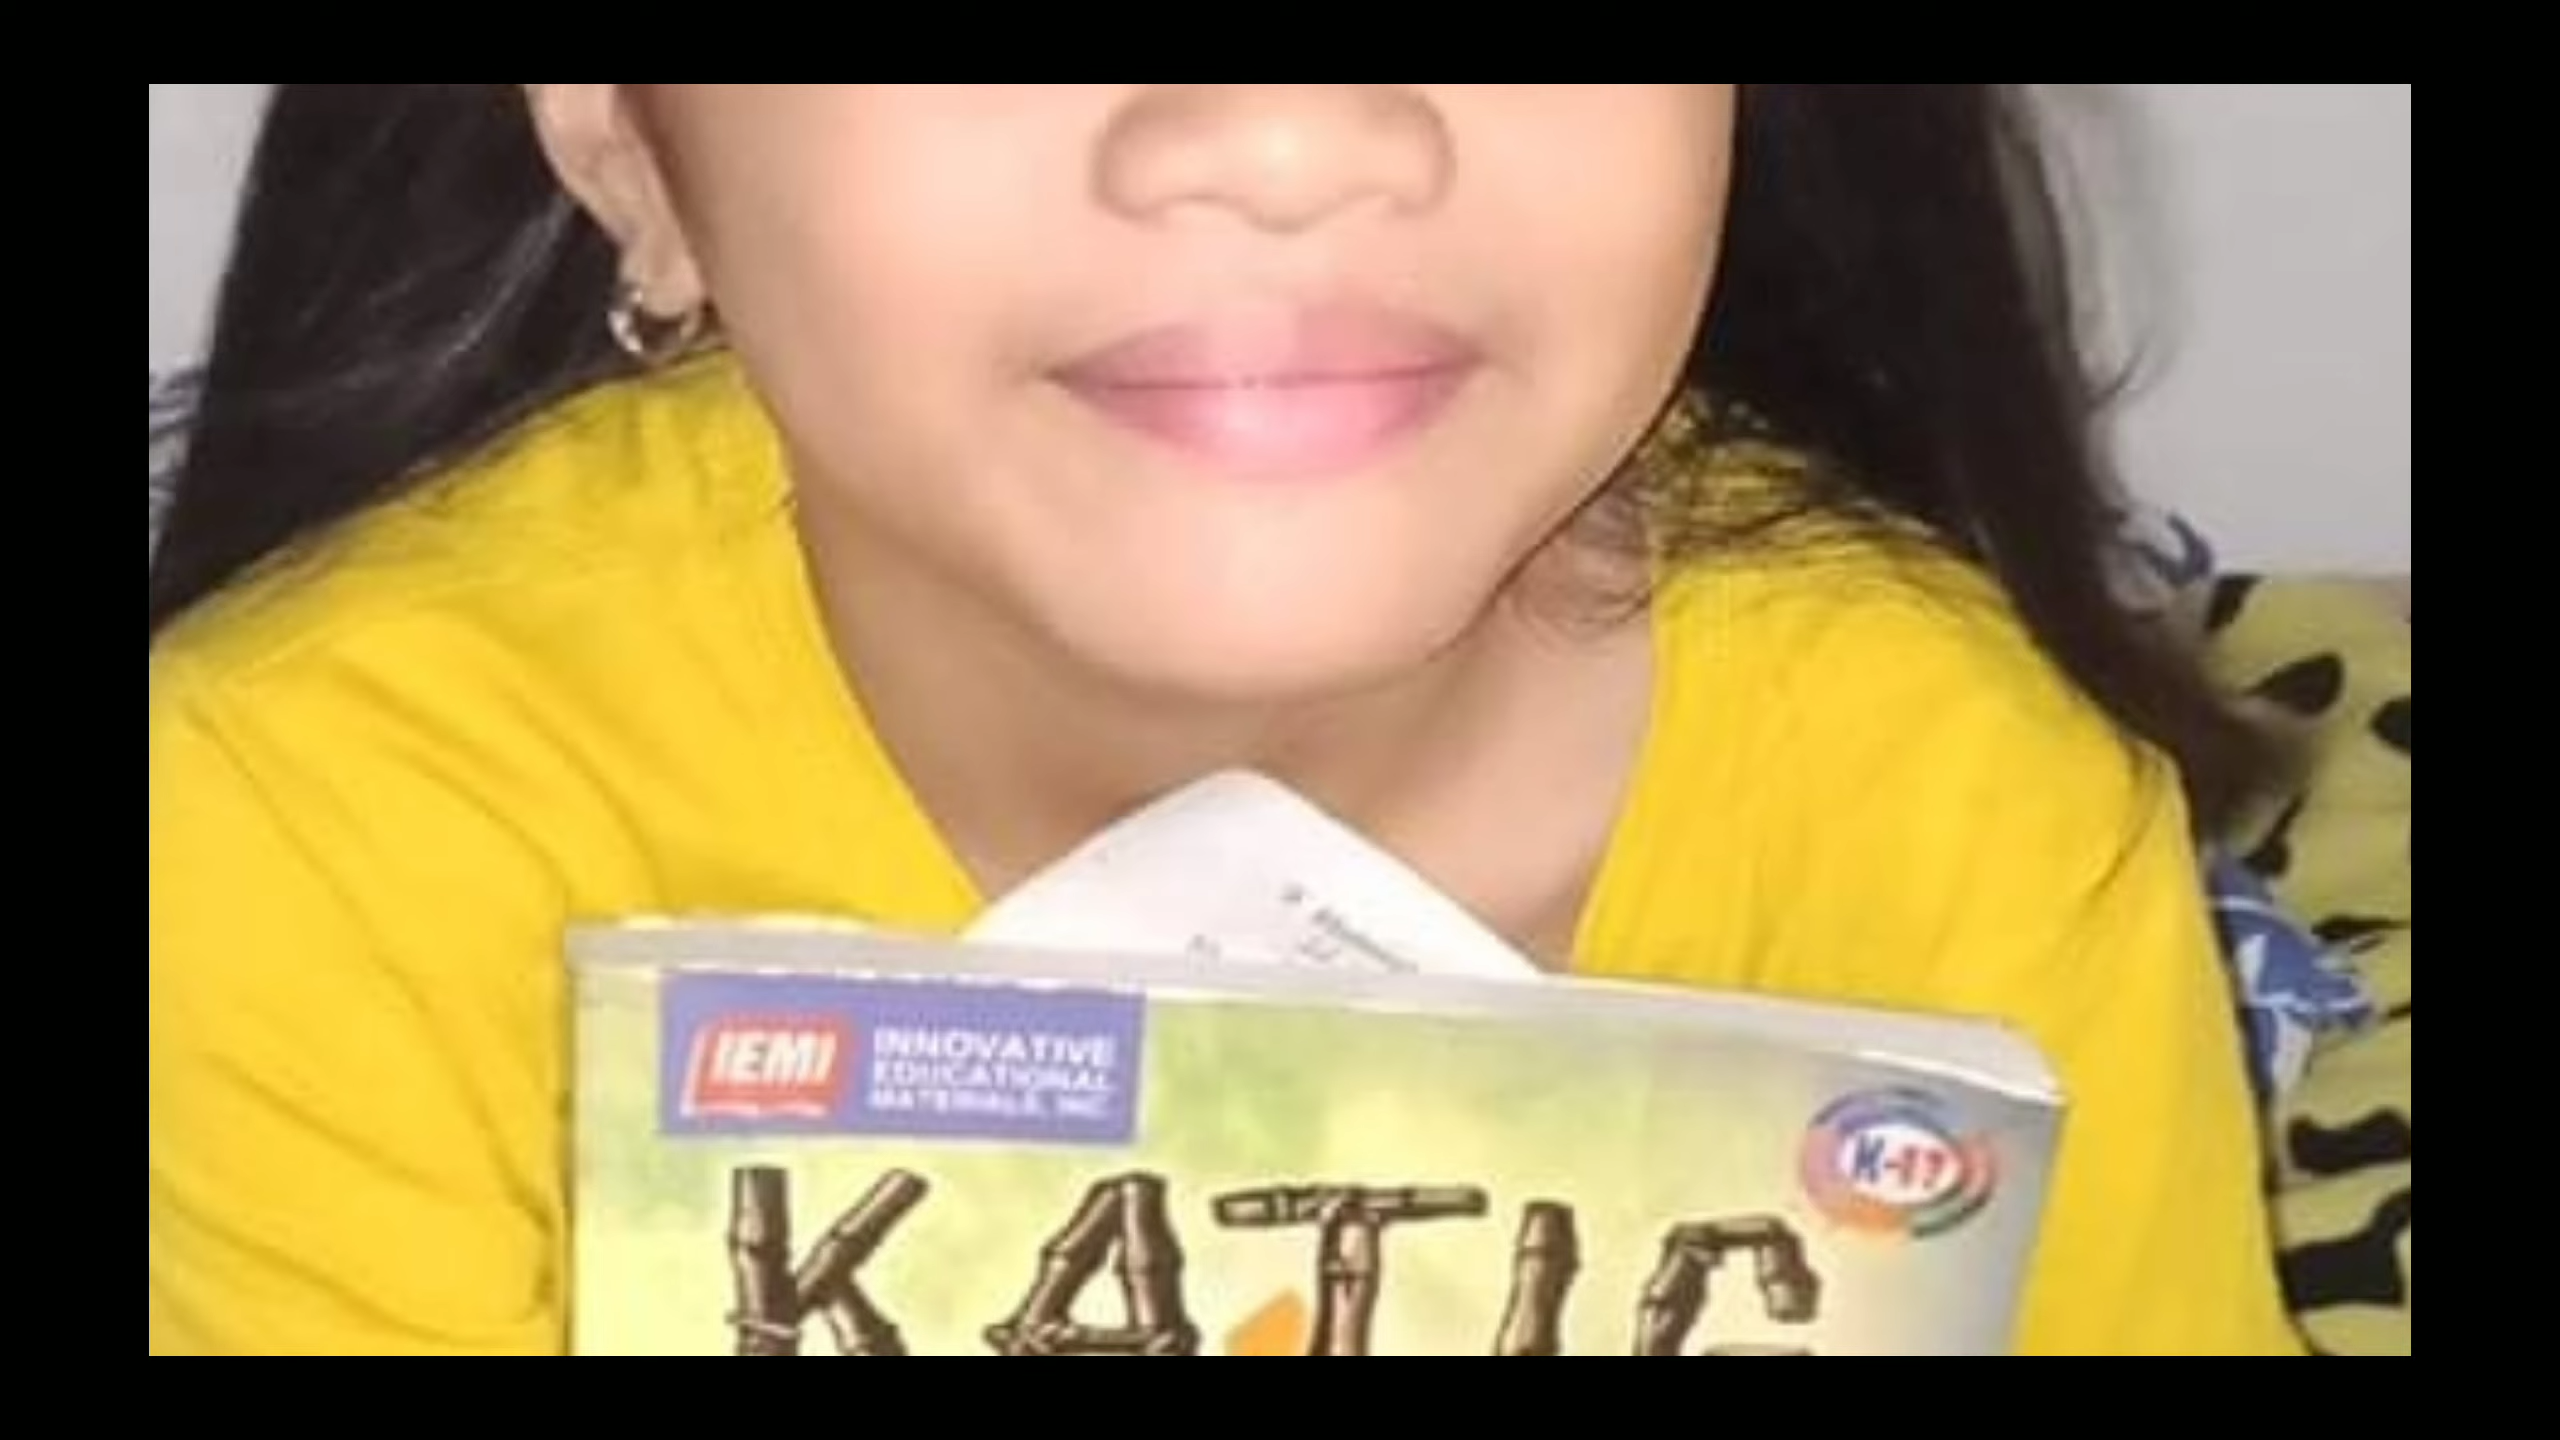 IEMI
INNOVATIVE
EDUCATIONAL
MATERIALS, INC.
K-12
KATIG